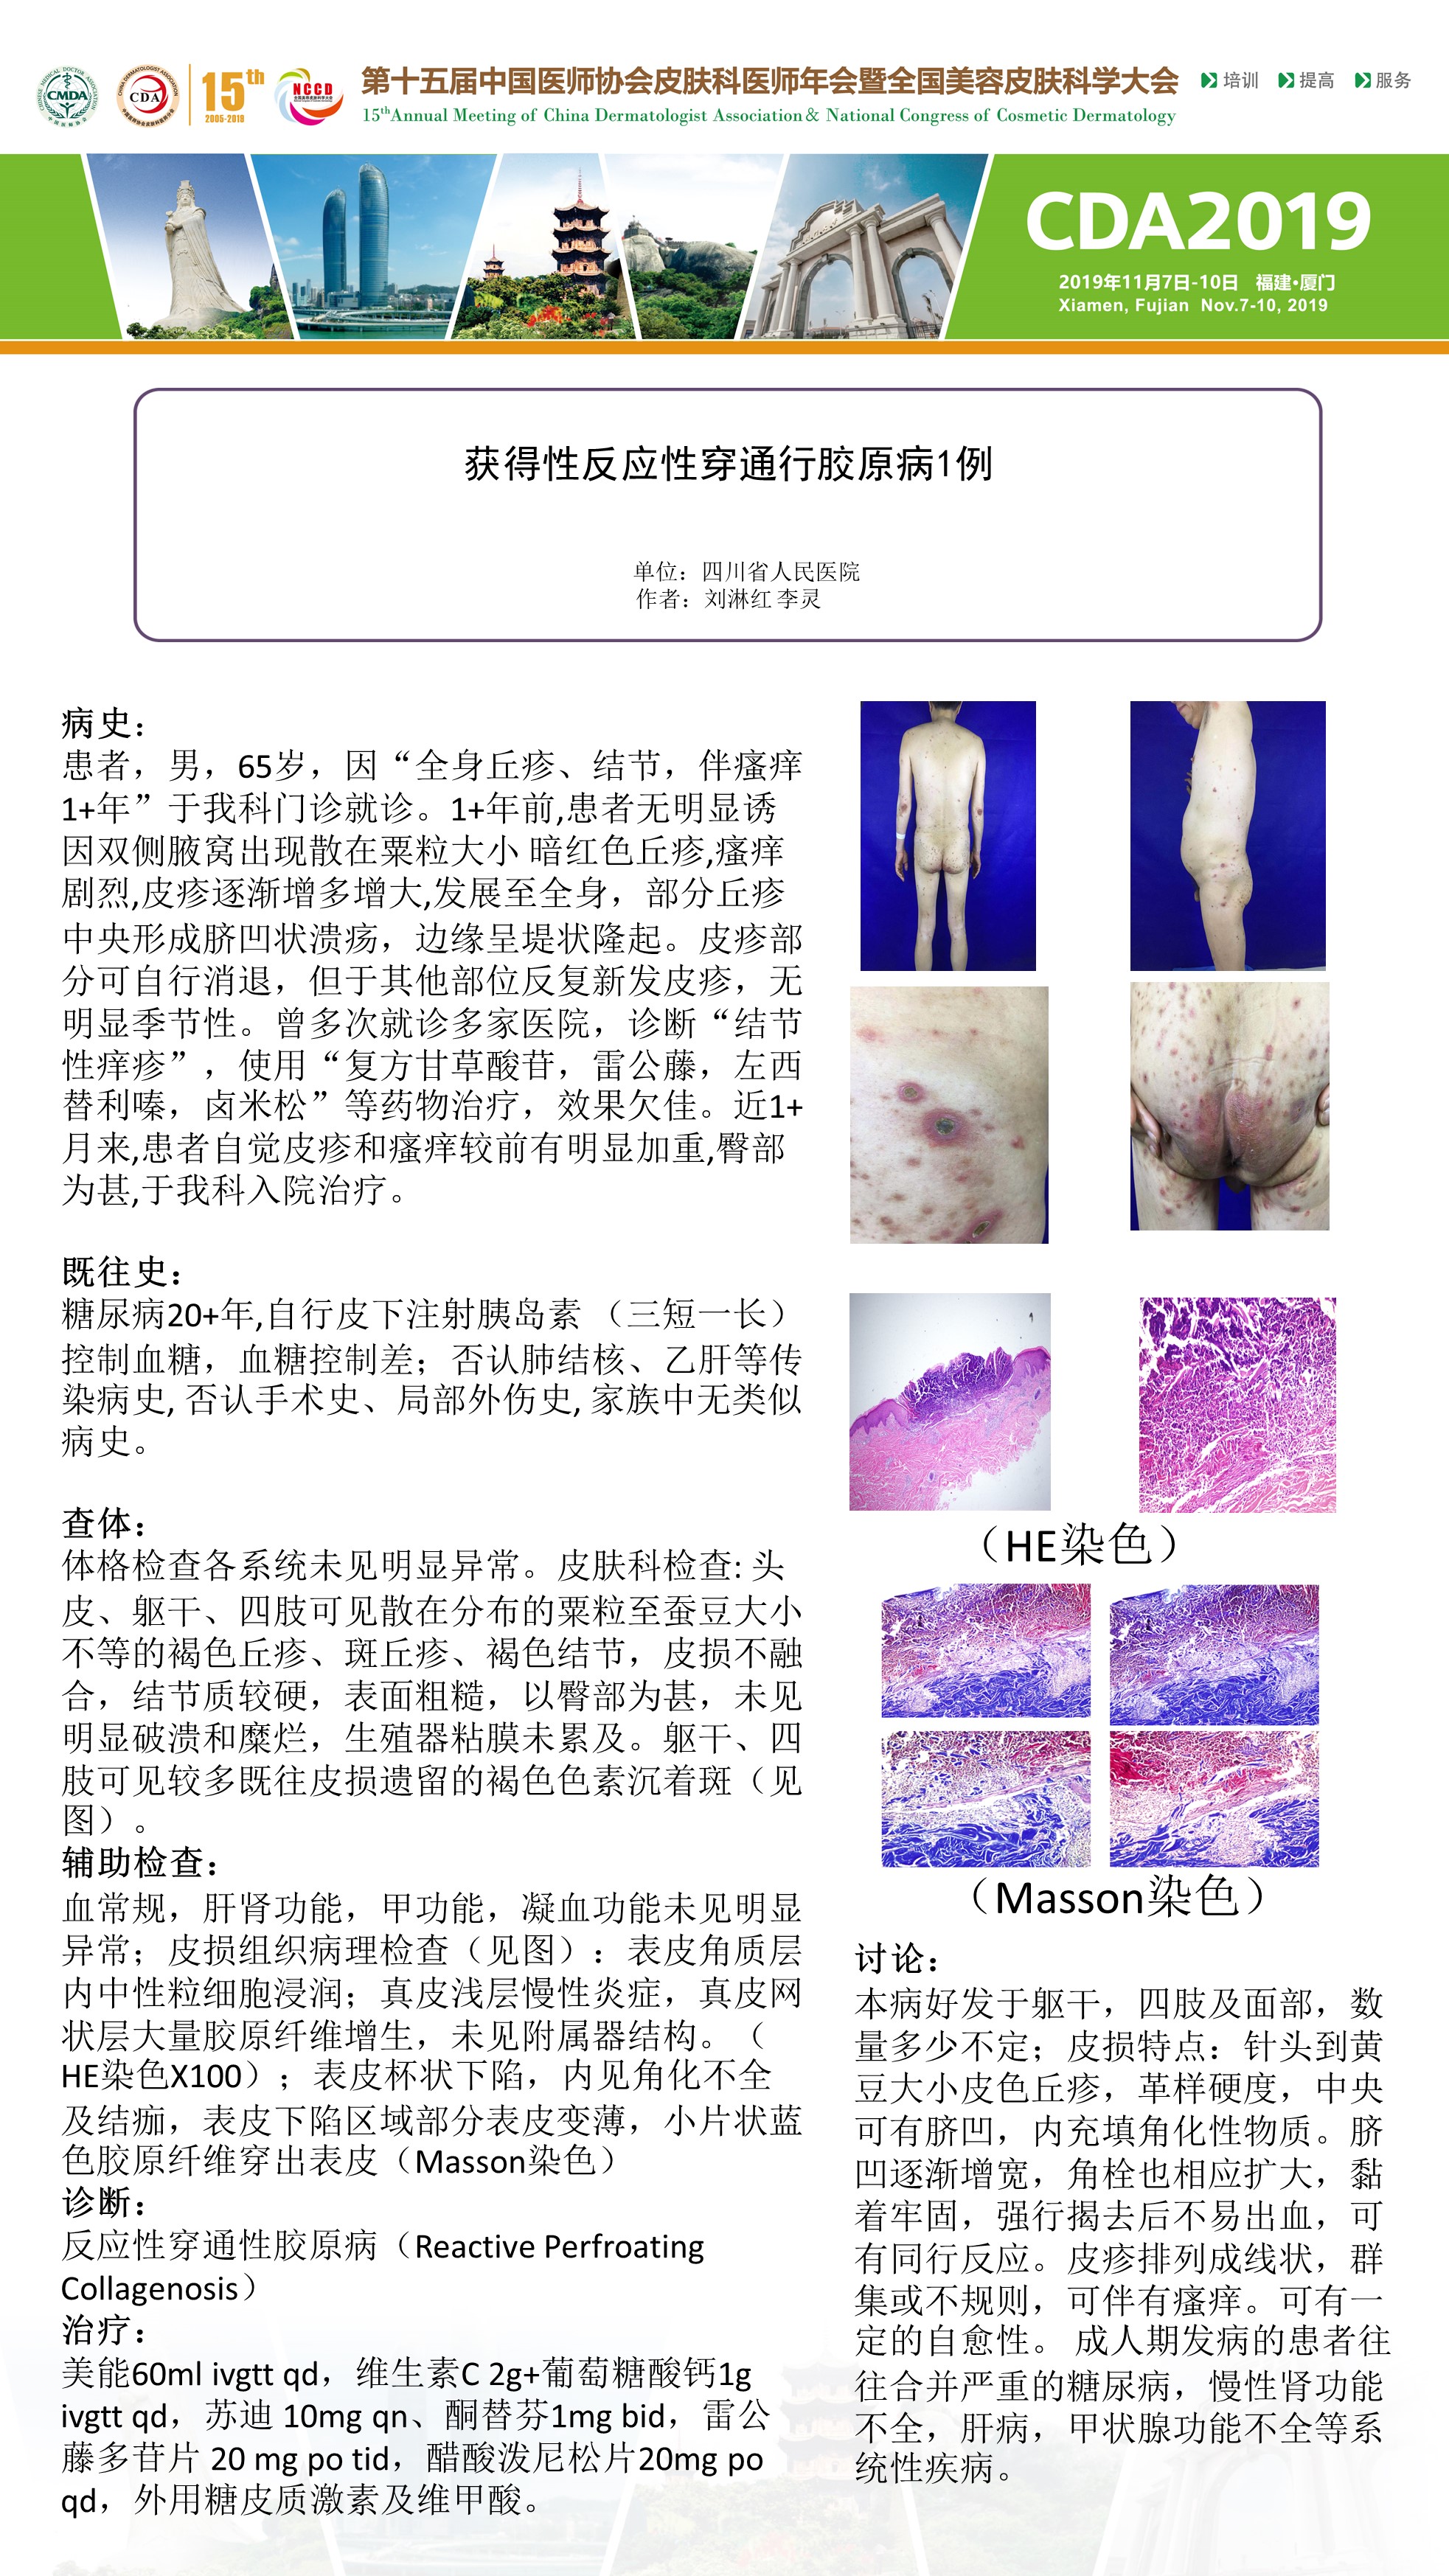 CHINESE MEDICAL DOCTOR ASSOCIATION
CMDA
中国医师协会
CHINA DERMATOLOGIST ASSOCIATION
CDA
中国医师协会皮肤科医师分会
15th
2005-2019
NCCD
第十五届中国医师协会皮肤科医师年会暨全国美容皮肤科学大会
15thAnnual Meeting of China Dermatologist Association& National Congress of Cosmetic Dermatology
培训 提高 服务
CDA2019
2019年11月7日-10日 福建•厦门
Xiamen, Fujian Nov.7-10, 2019
获得性反应性穿通行胶原病1例
单位：四川省人民医院
作者：刘淋红 李灵
病史：
患者，男，65岁，因“全身丘疹、结节，伴瘙痒
1+年”于我科门诊就诊。1+年前,患者无明显诱
因双侧腋窝出现散在粟粒大小 暗红色丘疹,瘙痒
剧烈,皮疹逐渐增多增大,发展至全身，部分丘疹
中央形成脐凹状溃疡，边缘呈堤状隆起。皮疹部
分可自行消退，但于其他部位反复新发皮疹，无
明显季节性。曾多次就诊多家医院，诊断“结节
性痒疹”，使用“复方甘草酸苷，雷公藤，左西
替利嗪，卤米松”等药物治疗，效果欠佳。近1+
月来,患者自觉皮疹和瘙痒较前有明显加重,臀部
为甚,于我科入院治疗。
既往史：
糖尿病20+年,自行皮下注射胰岛素 （三短一长）
控制血糖，血糖控制差；否认肺结核、乙肝等传
染病史, 否认手术史、局部外伤史, 家族中无类似
病史。
查体：
体格检查各系统未见明显异常。皮肤科检查: 头
皮、躯干、四肢可见散在分布的粟粒至蚕豆大小
不等的褐色丘疹、斑丘疹、褐色结节，皮损不融
合，结节质较硬，表面粗糙，以臀部为甚，未见
明显破溃和糜烂，生殖器粘膜未累及。躯干、四
肢可见较多既往皮损遗留的褐色色素沉着斑（见
图）。
辅助检查：
血常规，肝肾功能，甲功能，凝血功能未见明显
异常；皮损组织病理检查（见图）：表皮角质层
内中性粒细胞浸润；真皮浅层慢性炎症，真皮网
状层大量胶原纤维增生，未见附属器结构。（
HE染色X100）；表皮杯状下陷，内见角化不全
及结痂，表皮下陷区域部分表皮变薄，小片状蓝
色胶原纤维穿出表皮（Masson染色）
诊断：
反应性穿通性胶原病（Reactive Perfroating
Collagenosis）
治疗：
美能60ml ivgtt qd，维生素C 2g+葡萄糖酸钙1g
ivgtt qd，苏迪 10mg qn、酮替芬1mg bid，雷公
藤多苷片 20 mg po tid，醋酸泼尼松片20mg po
qd，外用糖皮质激素及维甲酸。
（HE染色）
（Masson染色）
讨论：
本病好发于躯干，四肢及面部，数
量多少不定；皮损特点：针头到黄
豆大小皮色丘疹，革样硬度，中央
可有脐凹，内充填角化性物质。脐
凹逐渐增宽，角栓也相应扩大，黏
着牢固，强行揭去后不易出血，可
有同行反应。皮疹排列成线状，群
集或不规则，可伴有瘙痒。可有一
定的自愈性。 成人期发病的患者往
往合并严重的糖尿病，慢性肾功能
不全，肝病，甲状腺功能不全等系
统性疾病。